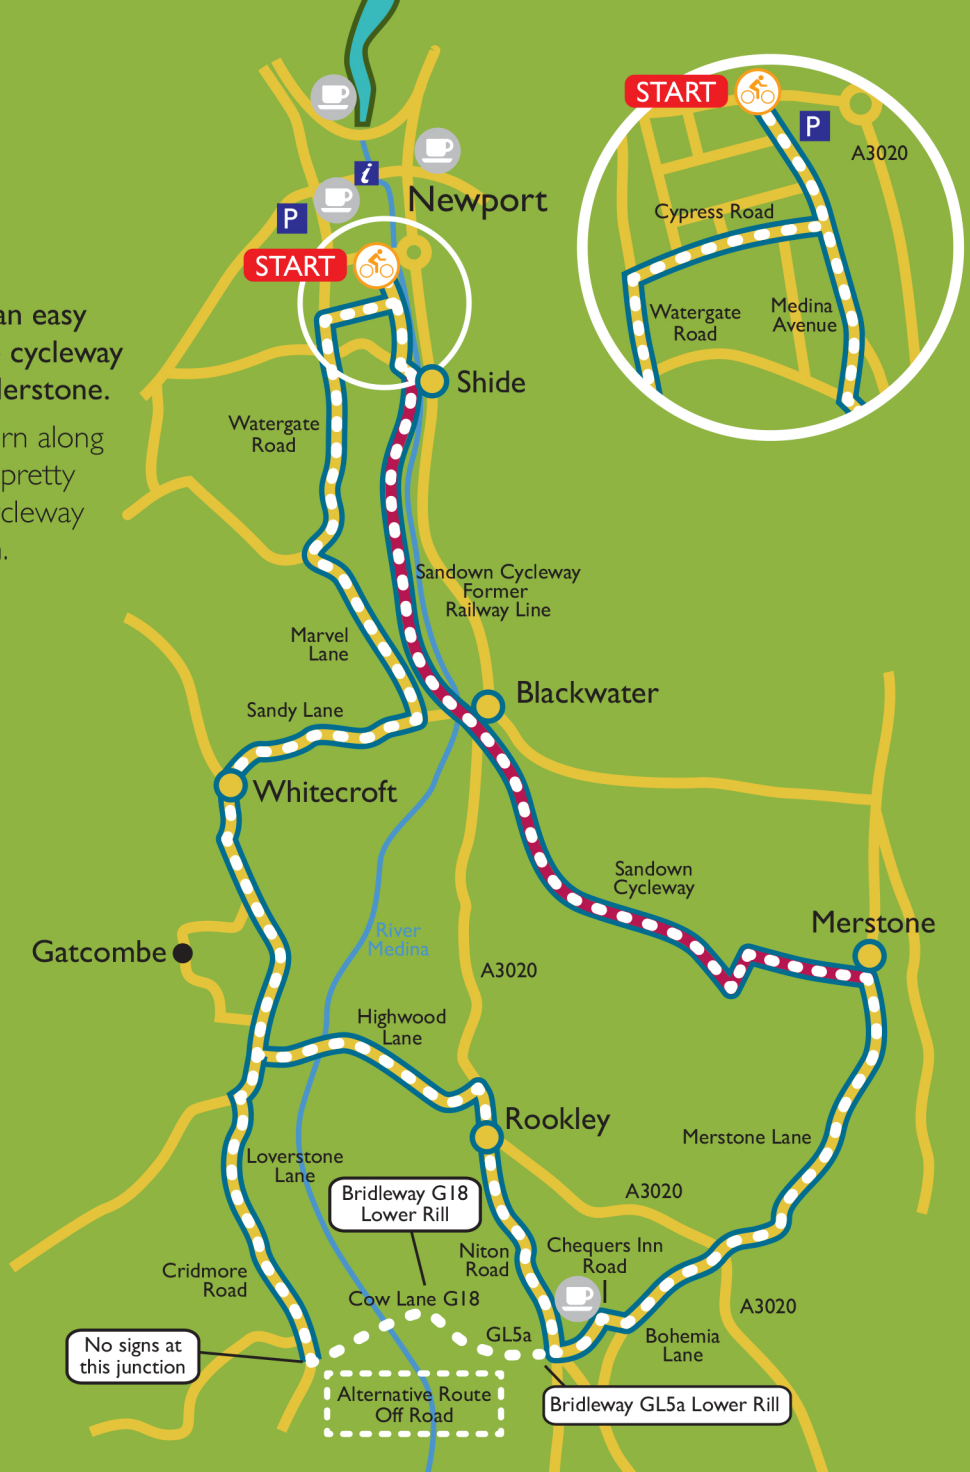 START
P
A3020
Cypress Road
Watergate
Road
Medina
Avenue
i
Newport
P
START
an easy
cycleway
erstone.
rn along
pretty
cleway
Shide
Watergate
Road
Sandown Cycleway
Former
Railway Line
Marvel
Lane
Sandy Lane
Blackwater
Whitecroft
Sandown
Cycleway
Merstone
River
Medina
Gatcombe
A3020
Highwood
Lane
Rookley
Merstone Lane
Loverstone
Lane
Bridleway G18
Lower Rill
A3020
Niton
Road
Chequers Inn
Road
Cridmore
Road
Cow Lane G18
A3020
GL5a
Bohemia
Lane
No signs at
this junction
Alternative Route
Off Road
Bridleway GL5a Lower Rill